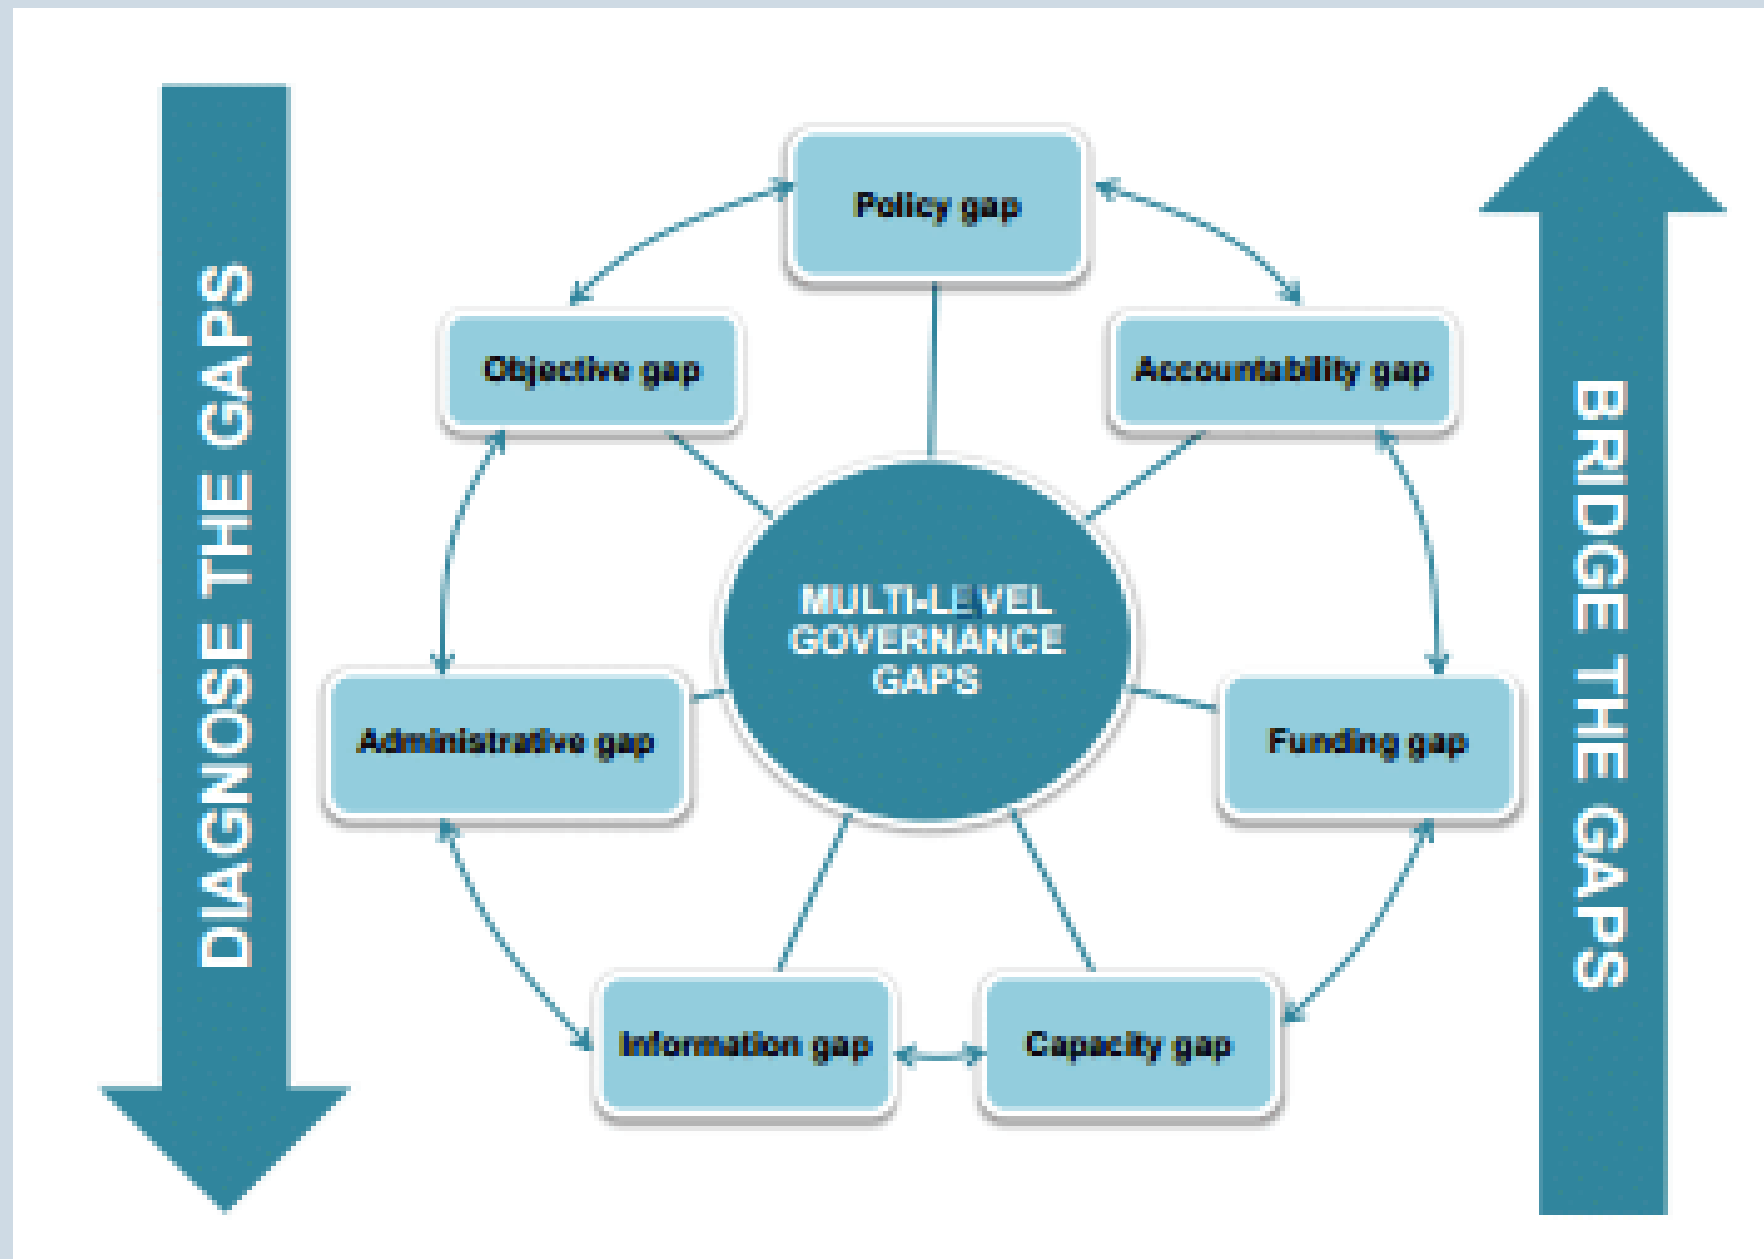 DIAGNOSE THE GAPS
Policy gap
Objective gap
Accountability gap
MULTI-LEVEL
GOVERNANCE
GAPS
Administrative gap
Funding gap
Information gap
Capacity gap
BRIDGE THE GAPS